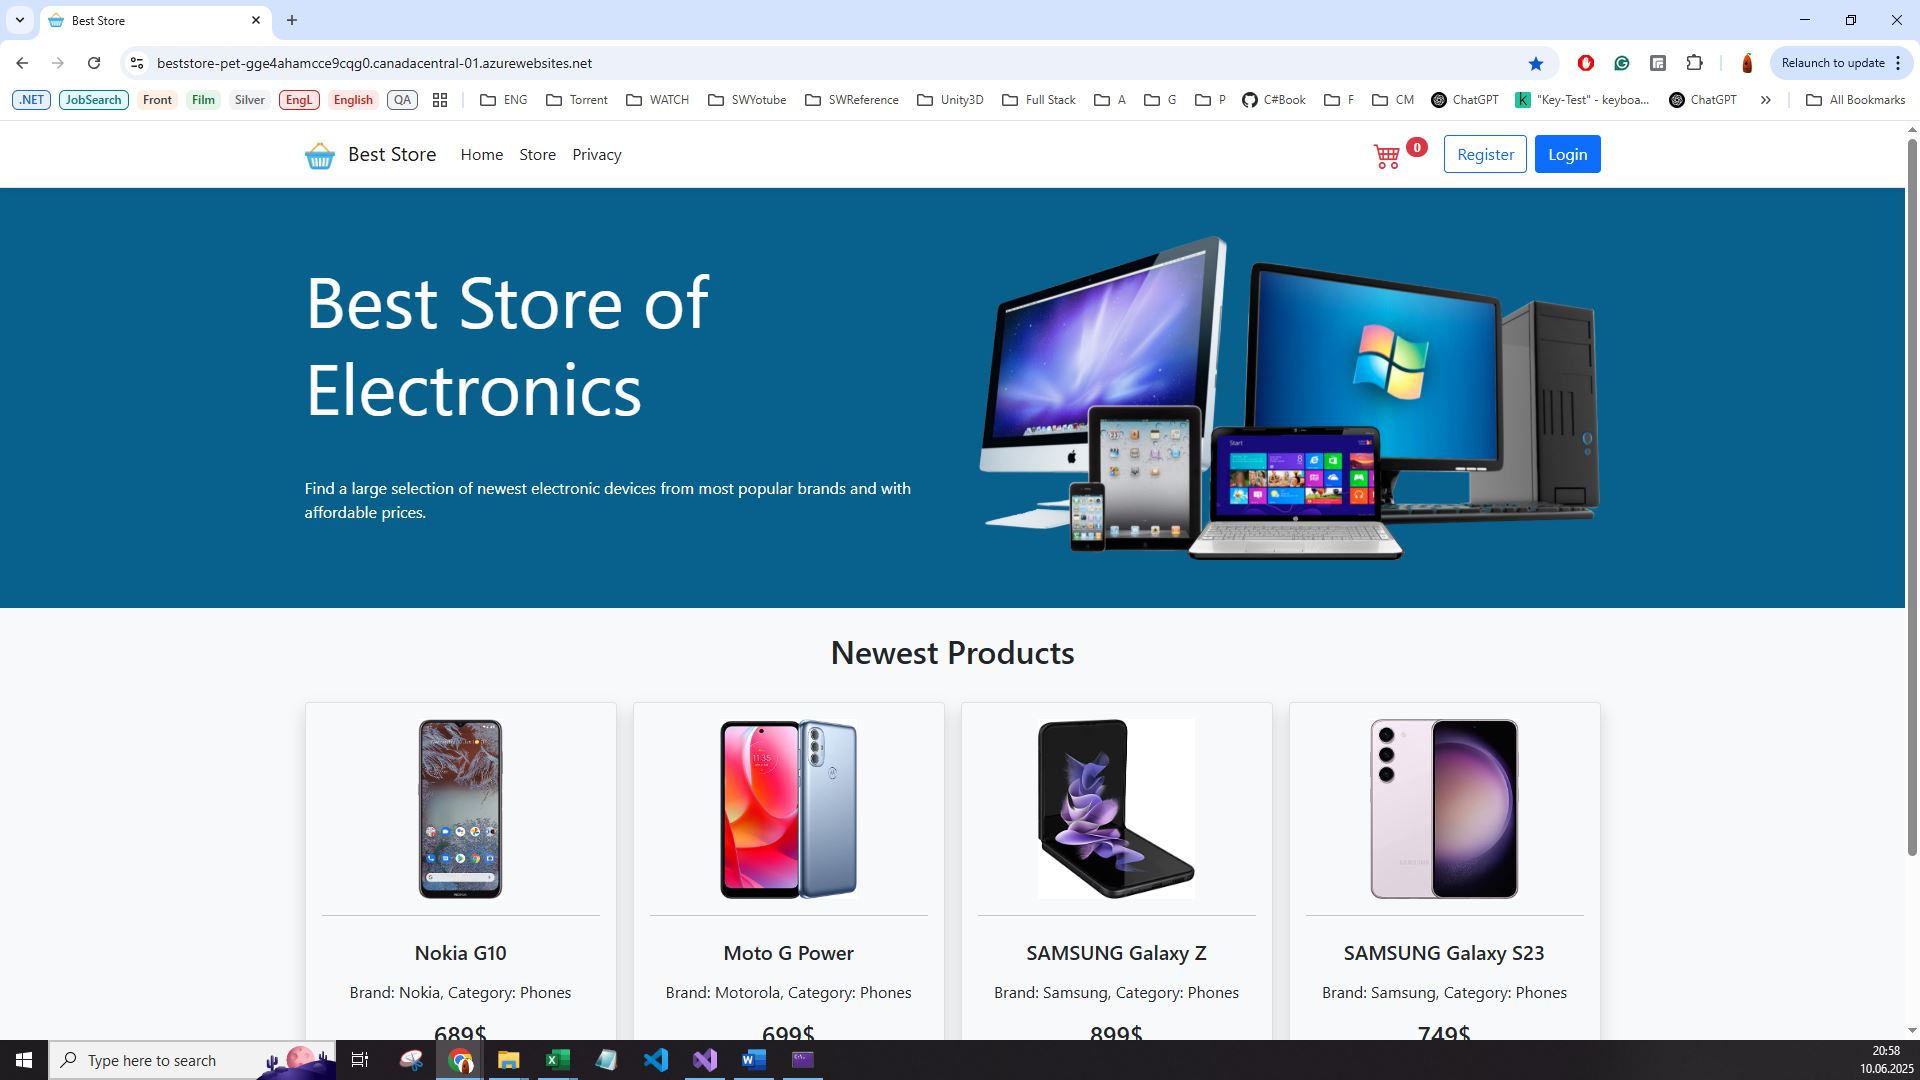 Best Store
beststore-pet-gge4ahamcce9cqg0.canadacentral-01.azurewebsites.net
Relaunch to update
.NET JobSearch Front Film Silver EngL English QA ENG Torrent WATCH SWYotube SWReference Unity3D Full Stack A G P C#Book F CM ChatGPT "Key-Test" - keyboa... ChatGPT » All Bookmarks
Best Store Home Store Privacy 0 Register Login
Best Store of
Electronics
Find a large selection of newest electronic devices from most popular brands and with
affordable prices.
Start
Newest Products
11:35
NOKIA
SAMSUNG
Nokia G10
Brand: Nokia, Category: Phones
689$
Moto G Power
Brand: Motorola, Category: Phones
699$
SAMSUNG Galaxy Z
Brand: Samsung, Category: Phones
899$
SAMSUNG Galaxy S23
Brand: Samsung, Category: Phones
749$
Type here to search
20:58
10.06.2025